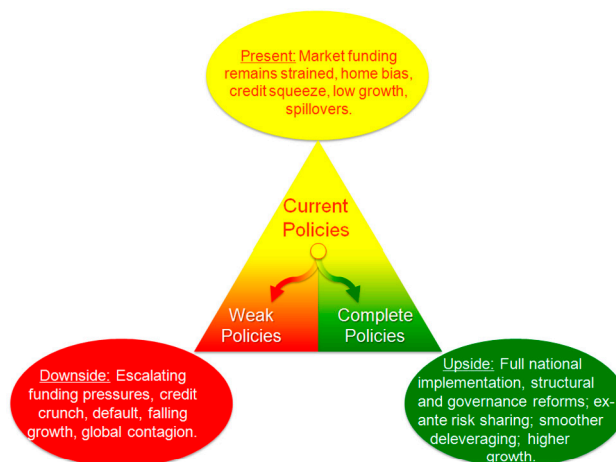 Present: Market funding
remains strained, home bias,
credit squeeze, low growth,
spillovers.
Current
Policies
Weak
Policies
Complete
Policies
Downside: Escalating
funding pressures, credit
crunch, default, falling
growth, global contagion.
Upside: Full national
implementation, structural
and governance reforms; ex-
ante risk sharing; smoother
deleveraging; higher
growth.